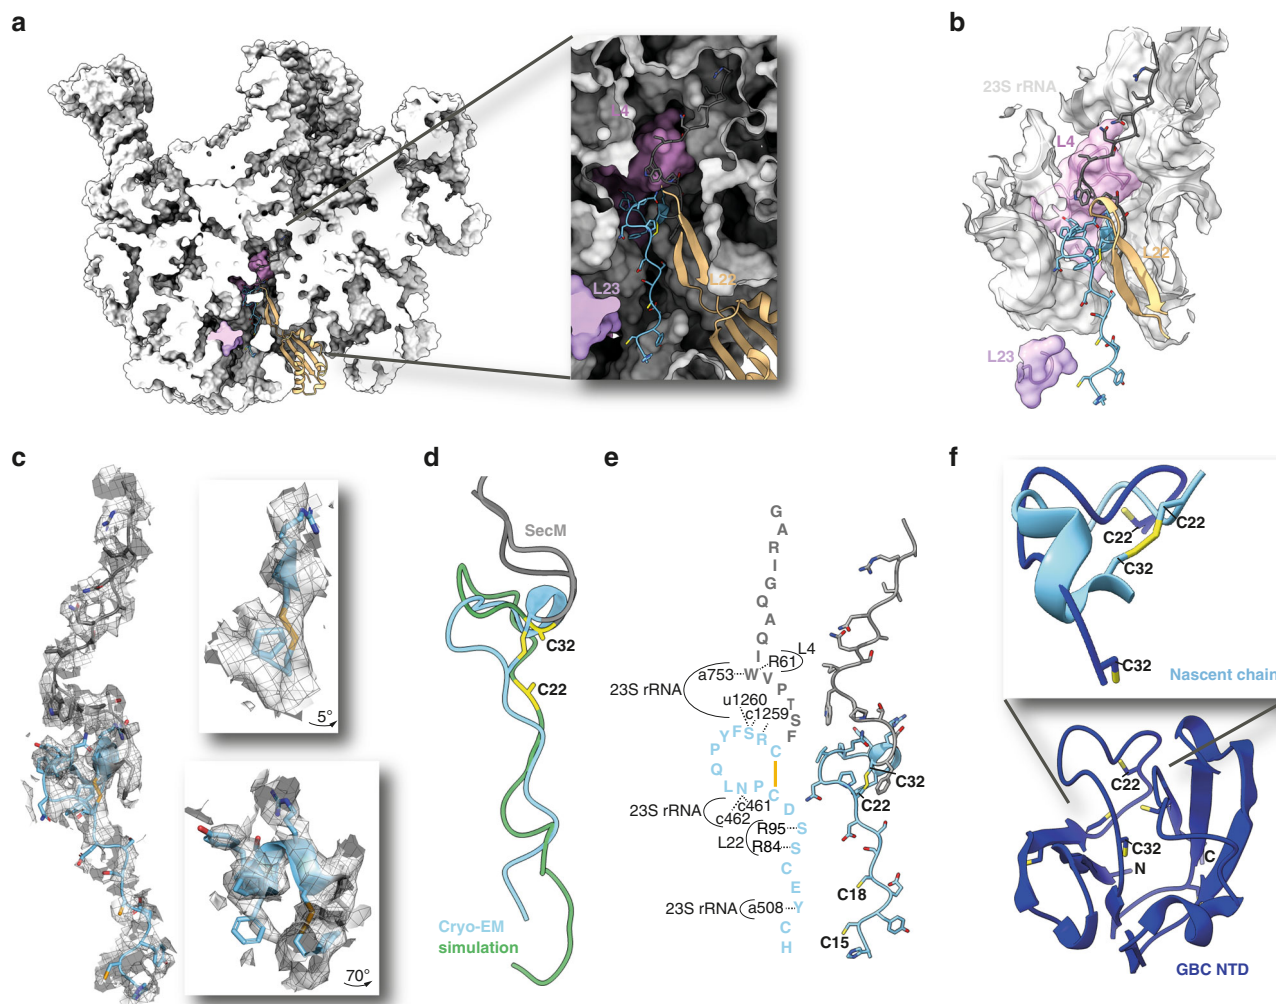 a
L4
L23
L22
b
23S rRNA
L4
L22
L23
c
5°
70°
d
SecM
C32
C22
Cryo-EM
simulation
e
G
A
R
I
G
Q
A
Q
I
L4
a753 W R61
V
23S rRNA
P
u1260
T
c1259
S
Y F S R F
P C
Q
L N P C
c461
23S rRNA
c462
D
R95 S
L22
R84 S
C
E
23S rRNA a508 Y
C
H
C32
C22
C18
C15
f
C22
C22
C32
C32
Nascent chain
C22
C32
N
C
GBC NTD